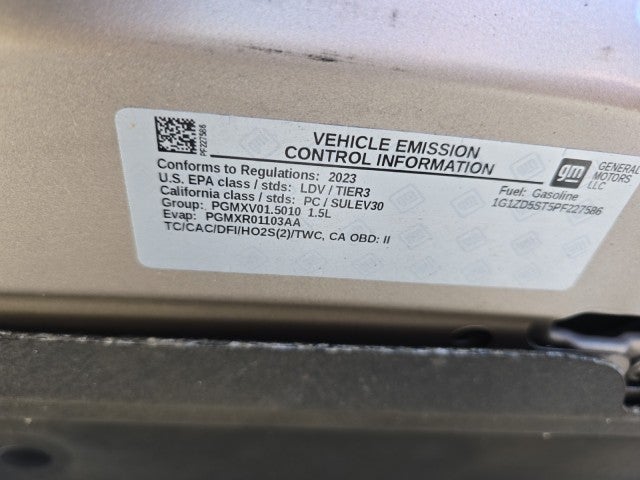 PF227586
VEHICLE EMISSION
CONTROL INFORMATION
Conforms to Regulations: 2023
U.S. EPA class / stds: LDV / TIER3
California class / stds: PC / SULEV30
Group: PGMXV01.5010 1.5L
Evap: PGMXR01103AA
TC/CAC/DFI/HO2S(2)/TWC, CA OBD: II
gm
GENERAL
MOTORS
LLC
Fuel: Gasoline
1G1ZD5ST5PF227586